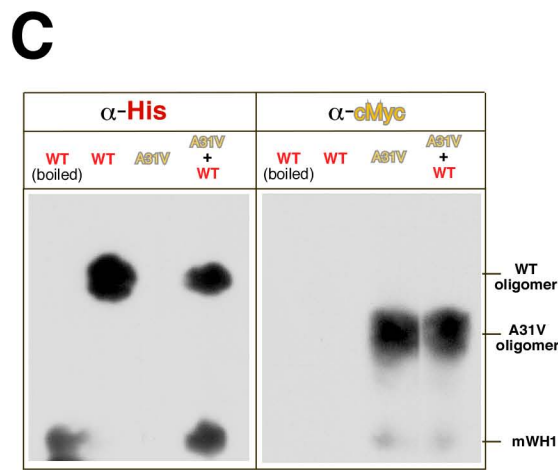 C
α-His
α-cMyc
WT
(boiled)
WT
A31V
A31V
+
WT
WT
(boiled)
WT
A31V
A31V
+
WT
WT
oligomer
A31V
oligomer
mWH1